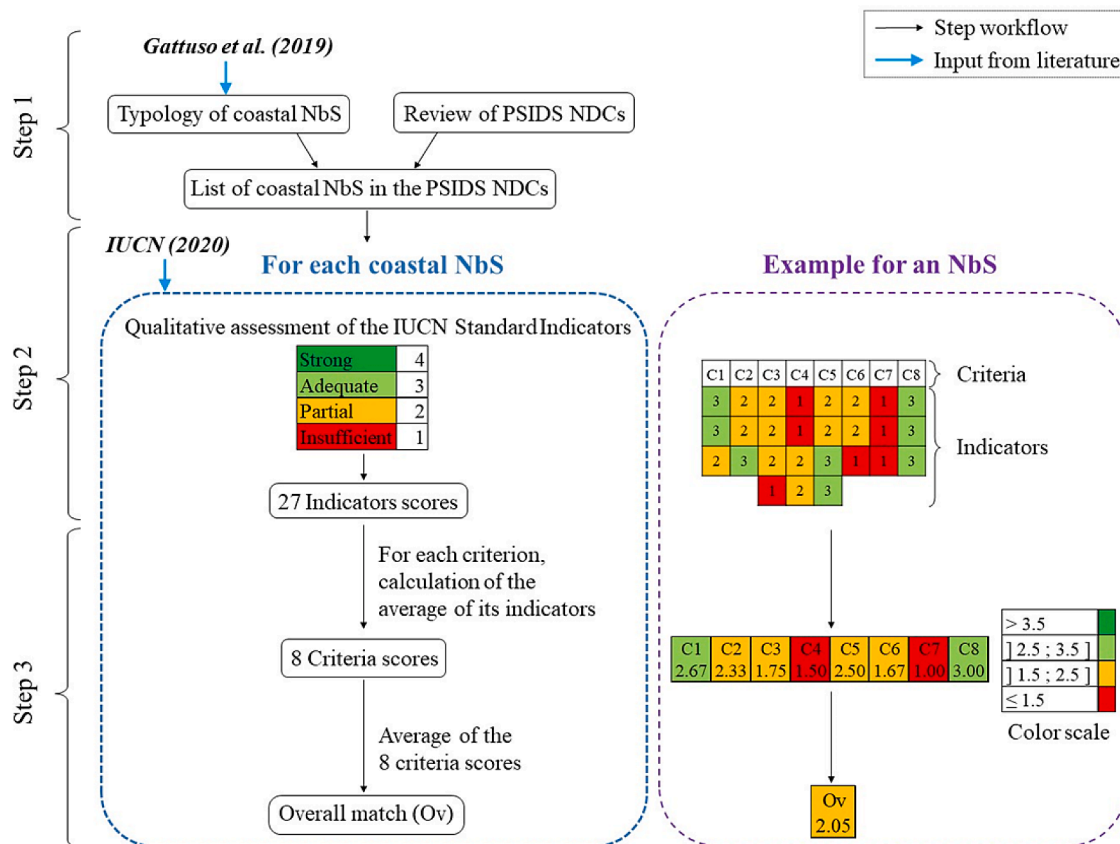 Step workflow
Input from literature
Step 1
Gattuso et al. (2019)
Typology of coastal NbS
Review of PSIDS NDCs
List of coastal NbS in the PSIDS NDCs
Step 2
IUCN (2020)
For each coastal NbS
Qualitative assessment of the IUCN Standard Indicators
Strong 4
Adequate 3
Partial 2
Insufficient 1
27 Indicators scores
Step 3
For each criterion,
calculation of the
average of its indicators
8 Criteria scores
Average of the
8 criteria scores
Overall match (Ov)
Example for an NbS
C1 C2 C3 C4 C5 C6 C7 C8
Criteria
3 2 2 1 2 2 1 3
3 2 2 1 2 2 1 3
2 3 2 2 3 1 1 3
1 2 3
Indicators
C1 C2 C3 C4 C5 C6 C7 C8
2.67 2.33 1.75 1.50 2.50 1.67 1.00 3.00
> 3.5
] 2.5 ; 3.5 ]
] 1.5 ; 2.5 ]
≤ 1.5
Color scale
Ov
2.05